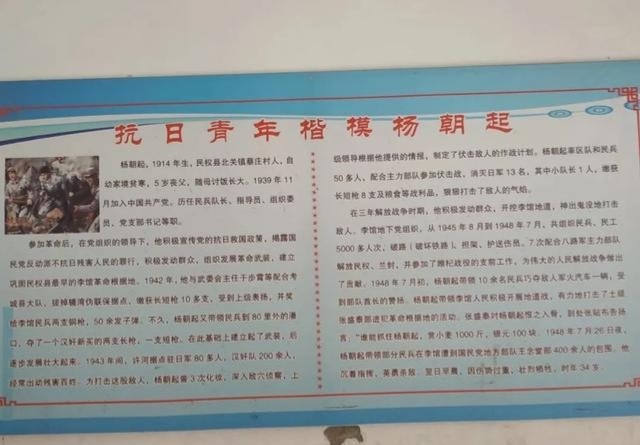 抗日青年楷模杨朝起
杨朝起，1914年生，民权县北关镇蔡庄村人，自
幼家境贫寒，5岁丧父，随母讨饭长大。1939年11
月加入中国共产党。历任民兵队长、指导员、组织委
员、党支部书记等职。
参加革命后，在党组织的领导下，他积极宣传党的抗日救国政策，揭露国
民党反动派不抗日残害人民的罪行，积极发动群众，组织发展革命武装，建立
巩固民权县最早的李馆革命根据地。1942年，他与武委会主任于步霄等配合考
城县大队，拔掉塘湾伪联保据点，缴获长短枪10多支，受到上级表扬，并奖
给李馆民兵两支钢枪，50余发子弹。不久，杨朝起又带领民兵到80里外的港
口，夺了一个汉奸新买的两支长枪，一支短枪。在此基础上建立起了武装，后
逐步发展壮大起来。1943年间，许河据点驻日军80多人，汉奸队200余人，
经常出动残害百姓。为打击这股敌人，杨朝起曾3次化妆，深入敌穴侦察，上
级领导根据他提供的情报，制定了伏击敌人的作战计划。杨朝起率区队和民兵
50多人，配合主力部队参加伏击战，消灭日军13名，其中小队长1人，缴获
长短枪8支及粮食等战利品，狠狠打击了敌人的气焰。
在三年解放战争时期，他积极发动群众，开挖李馆地道，神出鬼没地打击
敌人。李馆地下党组织，从1945年8月到1948年7月，共组织民兵、民工
5000多人次，破路（破坏铁路）、担架、护送伤员。7次配合八路军主力部队
解放民权、兰封，并参加了睢杞战役的支前工作，为伟大的人民解放战争做出
了贡献。1948年7月初，杨朝起带领10余名民兵巧夺敌人军火汽车一辆，受
到部队首长的赞扬。杨朝起带领李馆人民积极开展地道战，有力地打击了土顽
张盛泰部进犯革命根据地的活动。张盛泰对杨朝起恨之入骨，到处张贴布告扬
言：“谁能抓住杨朝起，赏小麦1000斤，银元100块。”1948年7月26日夜，
杨朝起带领部分民兵在李馆遭到国民党地方部队王忠堂部400余人的包围。他
沉着指挥，英勇杀敌，翌日早晨，因伤势过重，壮烈牺牲，时年34岁。